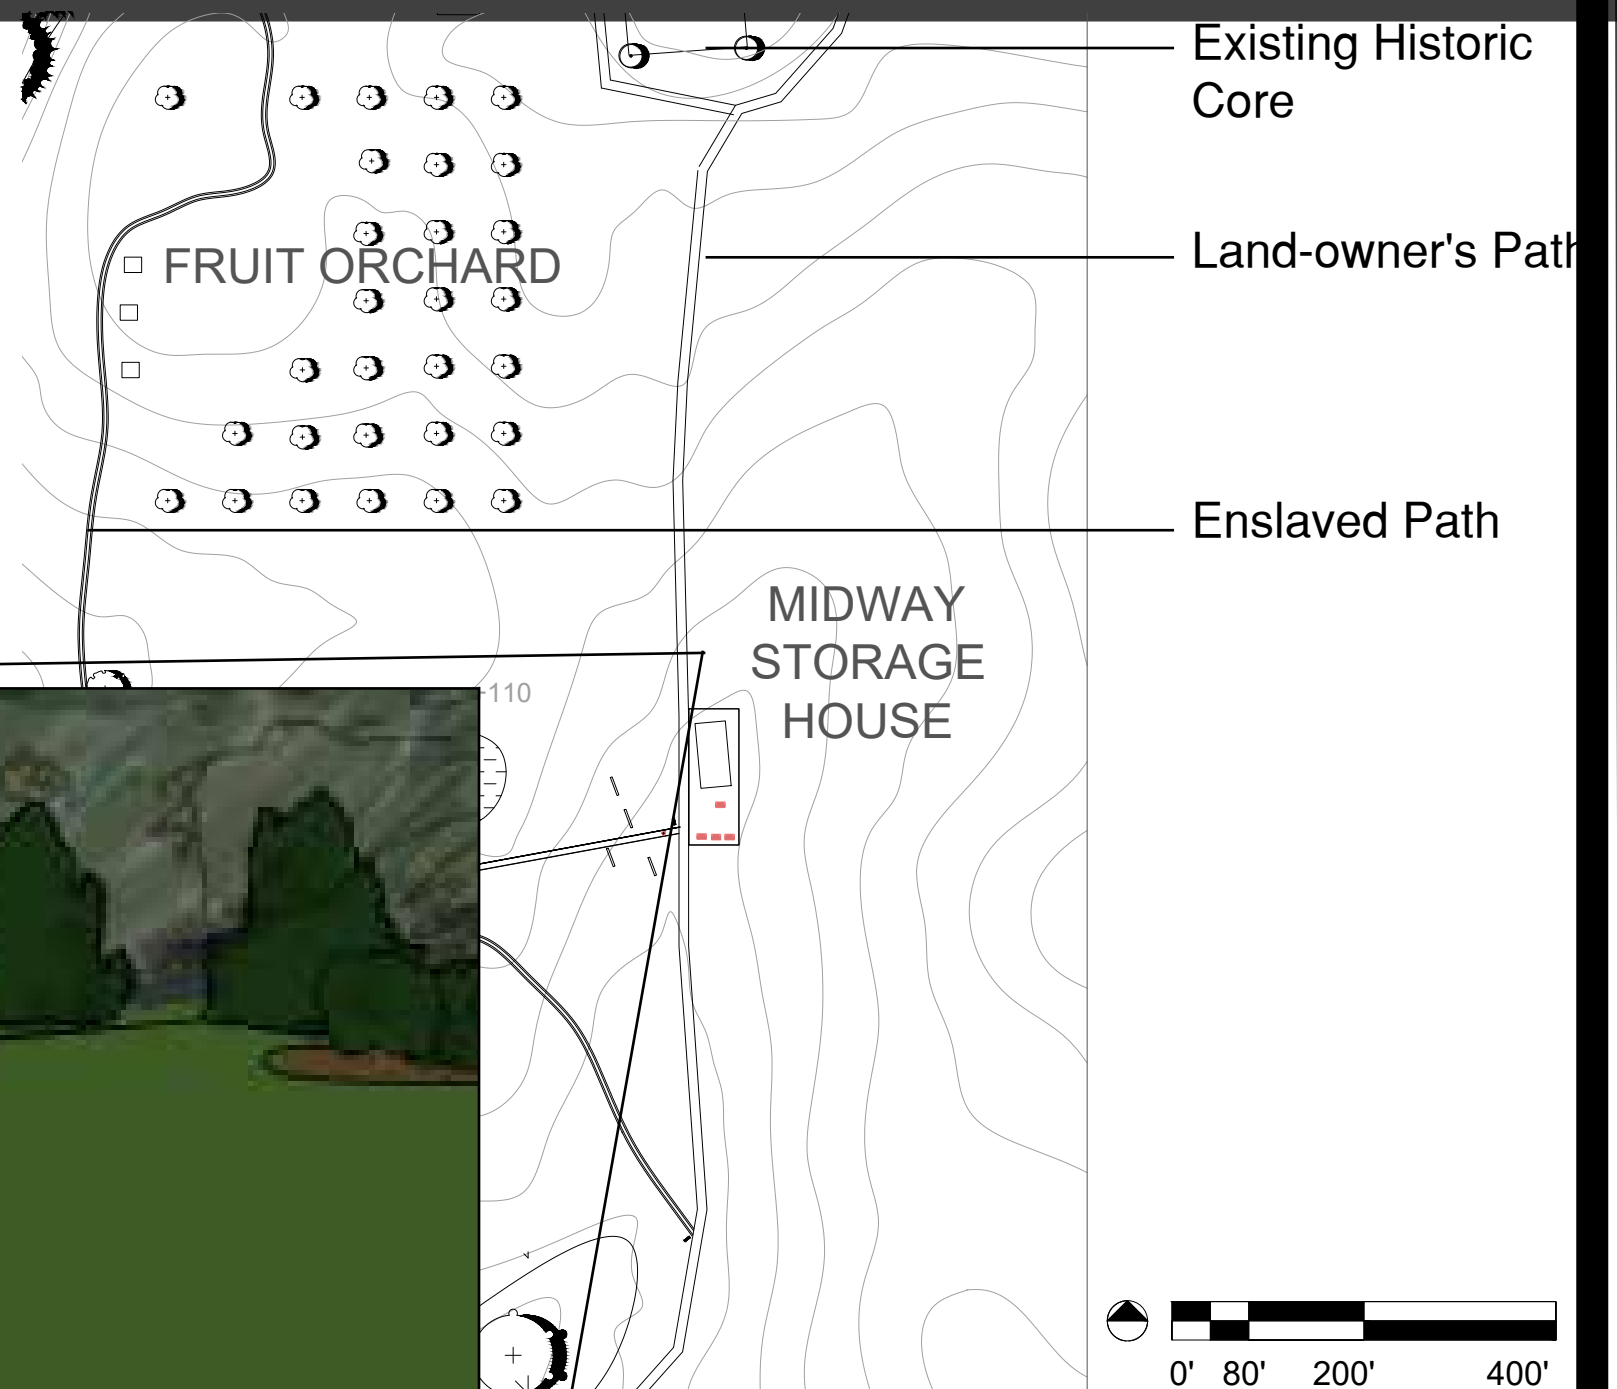 Existing Historic
Core
Land-owner's Path
FRUIT ORCHARD
Enslaved Path
MIDWAY
STORAGE
HOUSE
110
0' 80' 200' 400'